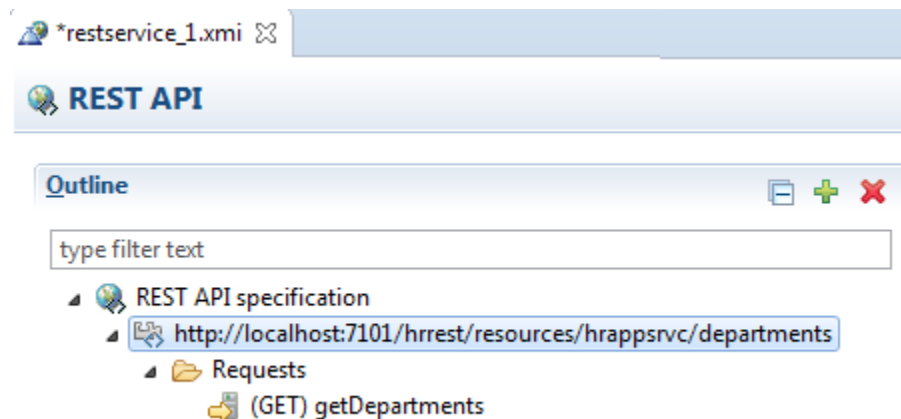 *restservice_1.xmi
REST API
Outline
type filter text
REST API specification
http://localhost:7101/hrrest/resources/hrappsrvc/departments
Requests
(GET) getDepartments